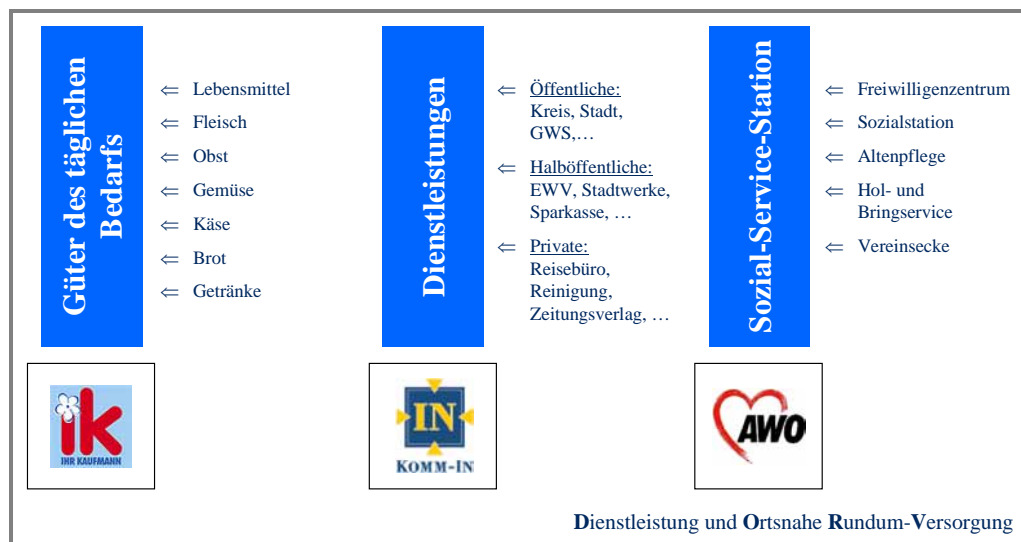 Güter des täglichen
Bedarfs
⇐ Lebensmittel
⇐ Fleisch
⇐ Obst
⇐ Gemüse
⇐ Käse
⇐ Brot
⇐ Getränke
ik
IHR KAUFMANN
Dienstleistungen
⇐ Öffentliche:
Kreis, Stadt,
GWS,…
⇐ Halböffentliche:
EWV, Stadtwerke,
Sparkasse, …
⇐ Private:
Reisebüro,
Reinigung,
Zeitungsverlag, …
IN
KOMM-IN
Sozial-Service-Station
⇐ Freiwilligenzentrum
⇐ Sozialstation
⇐ Altenpflege
⇐ Hol- und
Bringservice
⇐ Vereinsecke
AWO
Dienstleistung und Ortsnahe Rundum-Versorgung